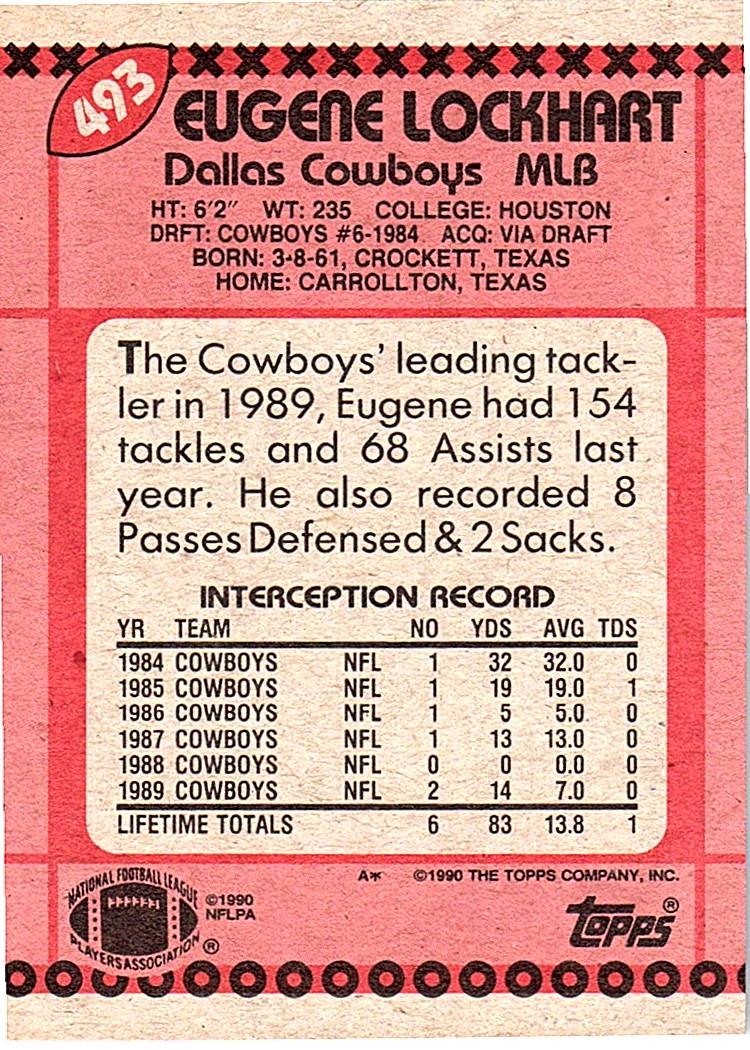 493
EUGENE LOCKHART
Dallas Cowboys MLB
HT: 6'2" WT: 235 COLLEGE: HOUSTON
DRFT: COWBOYS #6-1984 ACQ: VIA DRAFT
BORN: 3-8-61, CROCKETT, TEXAS
HOME: CARROLLTON, TEXAS
The Cowboys' leading tack-
ler in 1989, Eugene had 154
tackles and 68 Assists last
year. He also recorded 8
Passes Defensed & 2 Sacks.
INTERCEPTION RECORD
YR TEAM NO YDS AVG TDS
1984 COWBOYS NFL 1 32 32.0 0
1985 COWBOYS NFL 1 19 19.0 1
1986 COWBOYS NFL 1 5 5.0 0
1987 COWBOYS NFL 1 13 13.0 0
1988 COWBOYS NFL 0 0 0.0 0
1989 COWBOYS NFL 2 14 7.0 0
LIFETIME TOTALS 6 83 13.8 1
A* ©1990 THE TOPPS COMPANY, INC.
NATIONAL FOOTBALL LEAGUE
PLAYERS ASSOCIATION ®
©1990
NFLPA
TOPPS ®